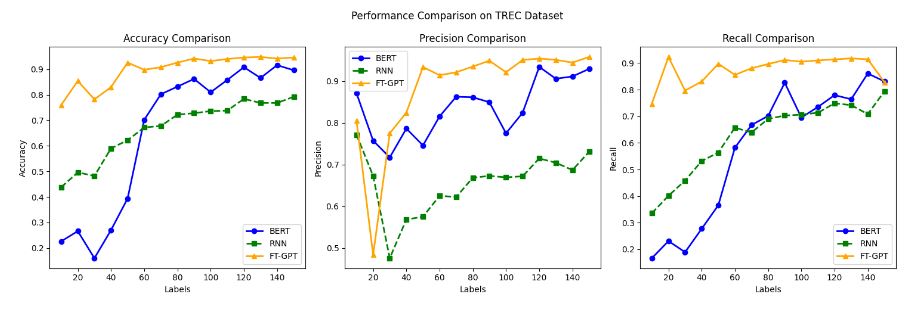 Performance Comparison on TREC Dataset
Accuracy Comparison
Accuracy
0.9
0.8
0.7
0.6
0.5
0.4
0.3
0.2
20 40 60 80 100 120 140
Labels
BERT
RNN
FT-GPT
Precision Comparison
Precision
0.9
0.8
0.7
0.6
0.5
20 40 60 80 100 120 140
Labels
BERT
RNN
FT-GPT
Recall Comparison
Recall
0.9
0.8
0.7
0.6
0.5
0.4
0.3
0.2
20 40 60 80 100 120 140
Labels
BERT
RNN
FT-GPT